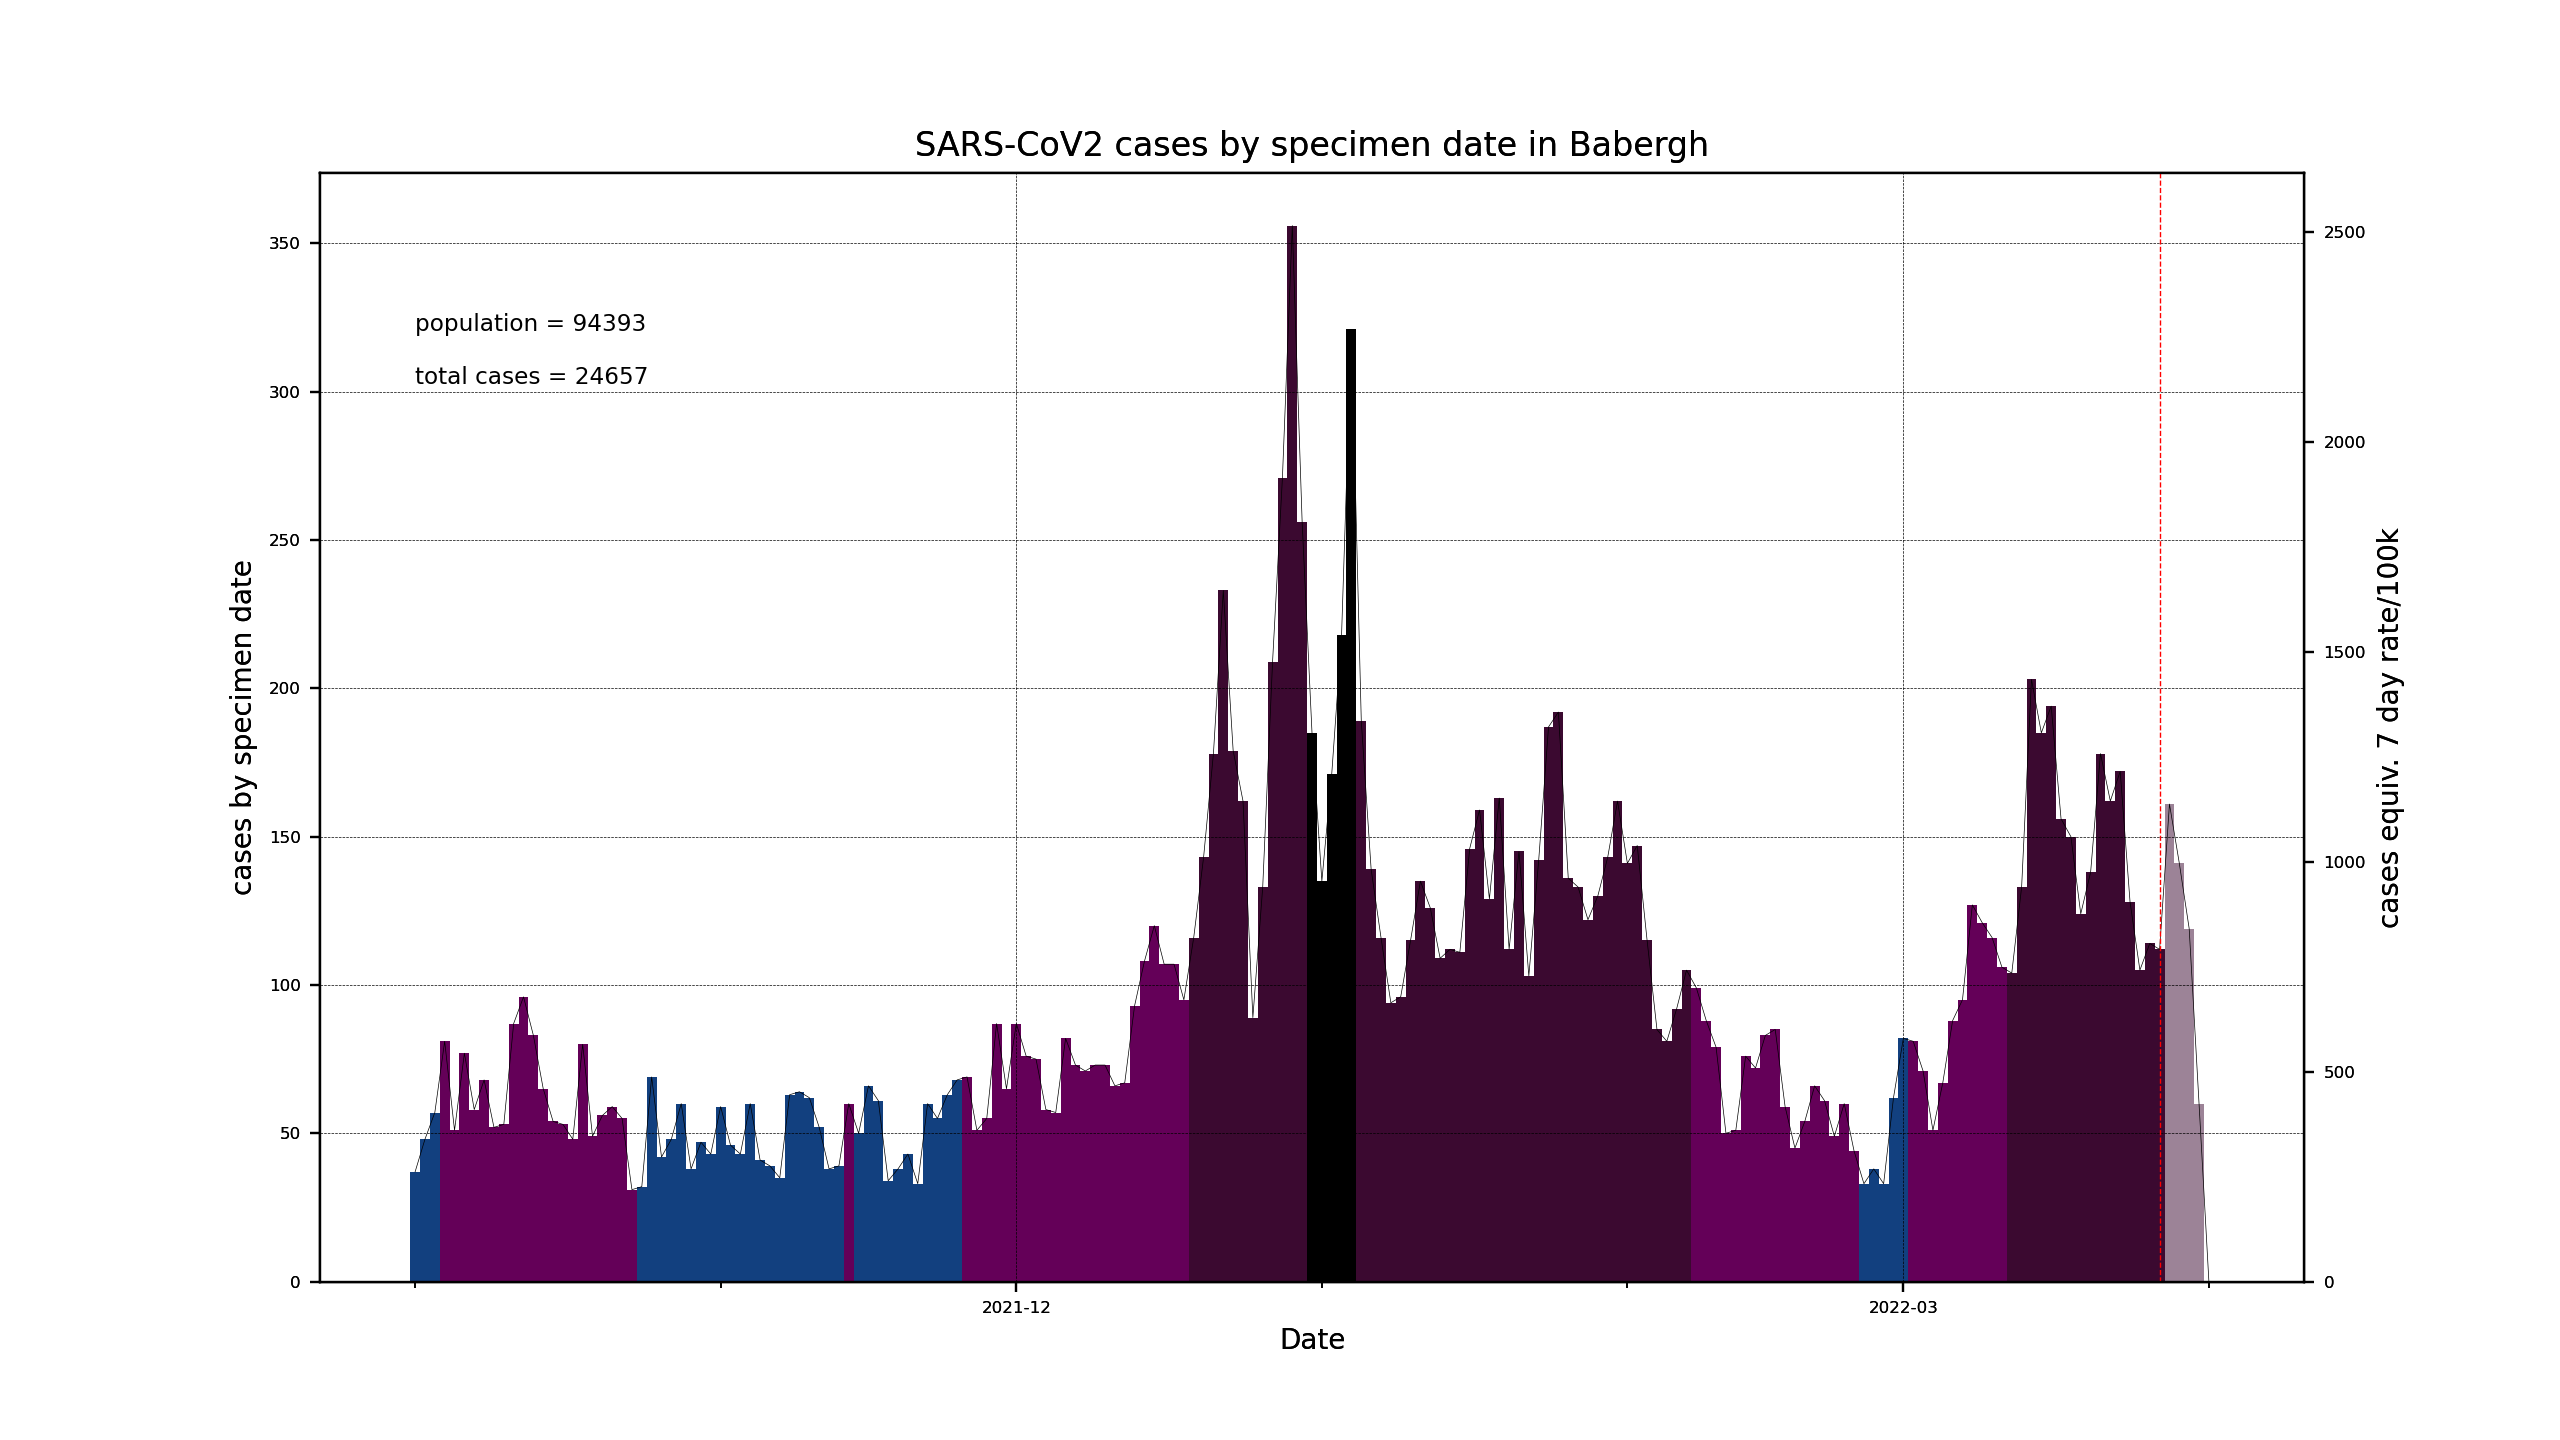 SARS-CoV2 cases by specimen date in Babergh
population = 94393
total cases = 24657
cases by specimen date
350
300
250
200
150
100
50
0
2500
2000
1500
1000
500
0
cases equiv. 7 day rate/100k
2021-12
2022-03
Date